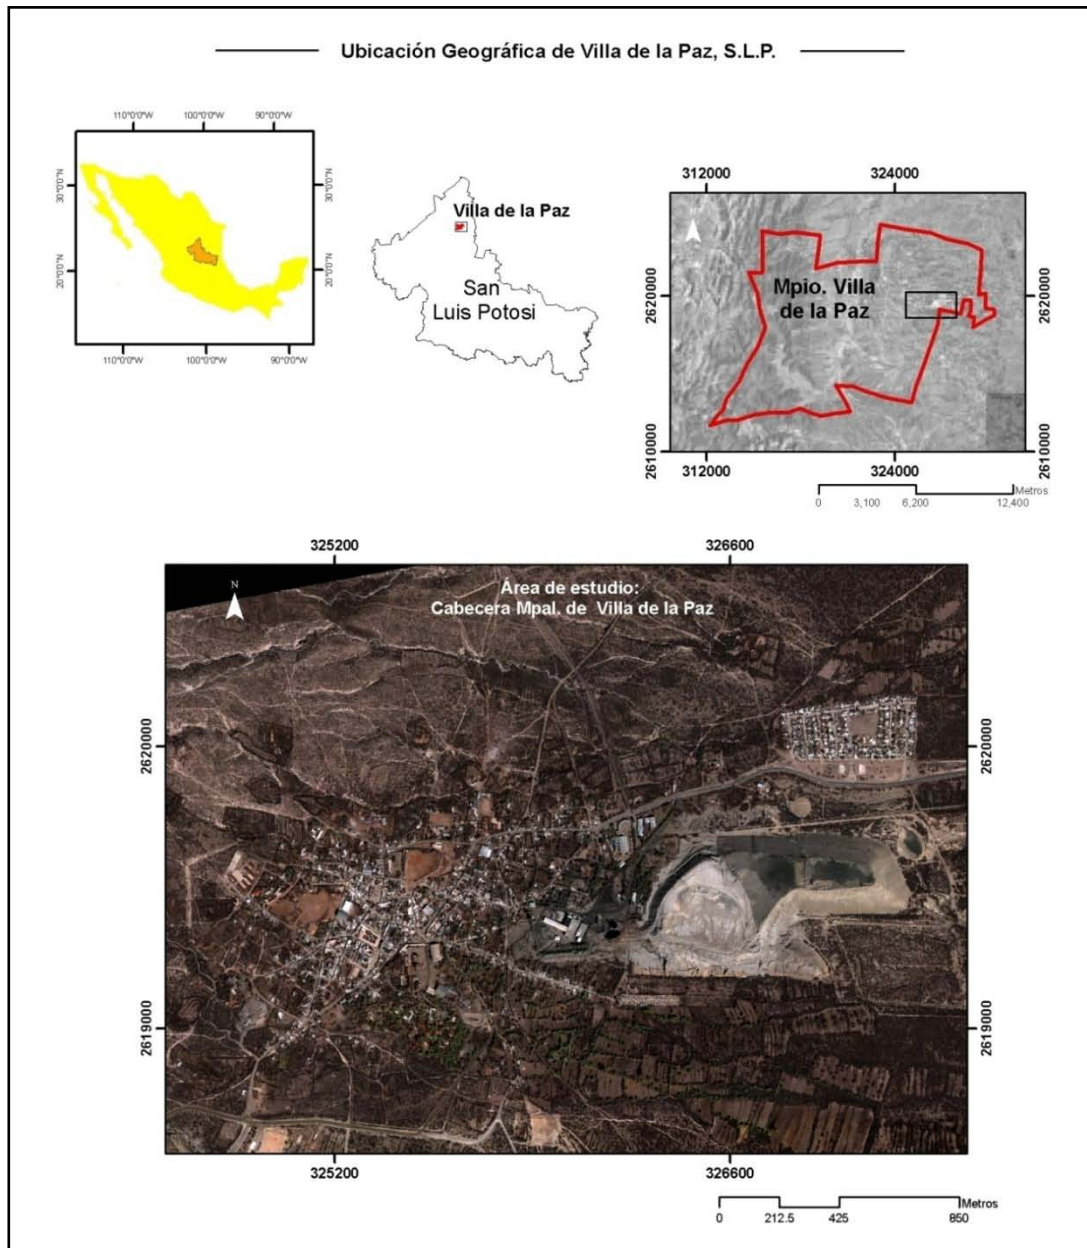 Ubicación Geográfica de Villa de la Paz, S.L.P.
110°0'0"W 100°0'0"W 90°0'0"W
30°0'0"N
20°0'0"N
30°0'0"N
20°0'0"N
110°0'0"W 100°0'0"W 90°0'0"W
Villa de la Paz
San
Luis Potosi
312000 324000
Mpio. Villa
de la Paz
2620000
2620000
2610000
2610000
312000 324000
Metros
0 3,100 6,200 12,400
325200 326600
N
Área de estudio:
Cabecera Mpal. de Villa de la Paz
2620000
2620000
2619000
2619000
325200 326600
Metros
0 212.5 425 850